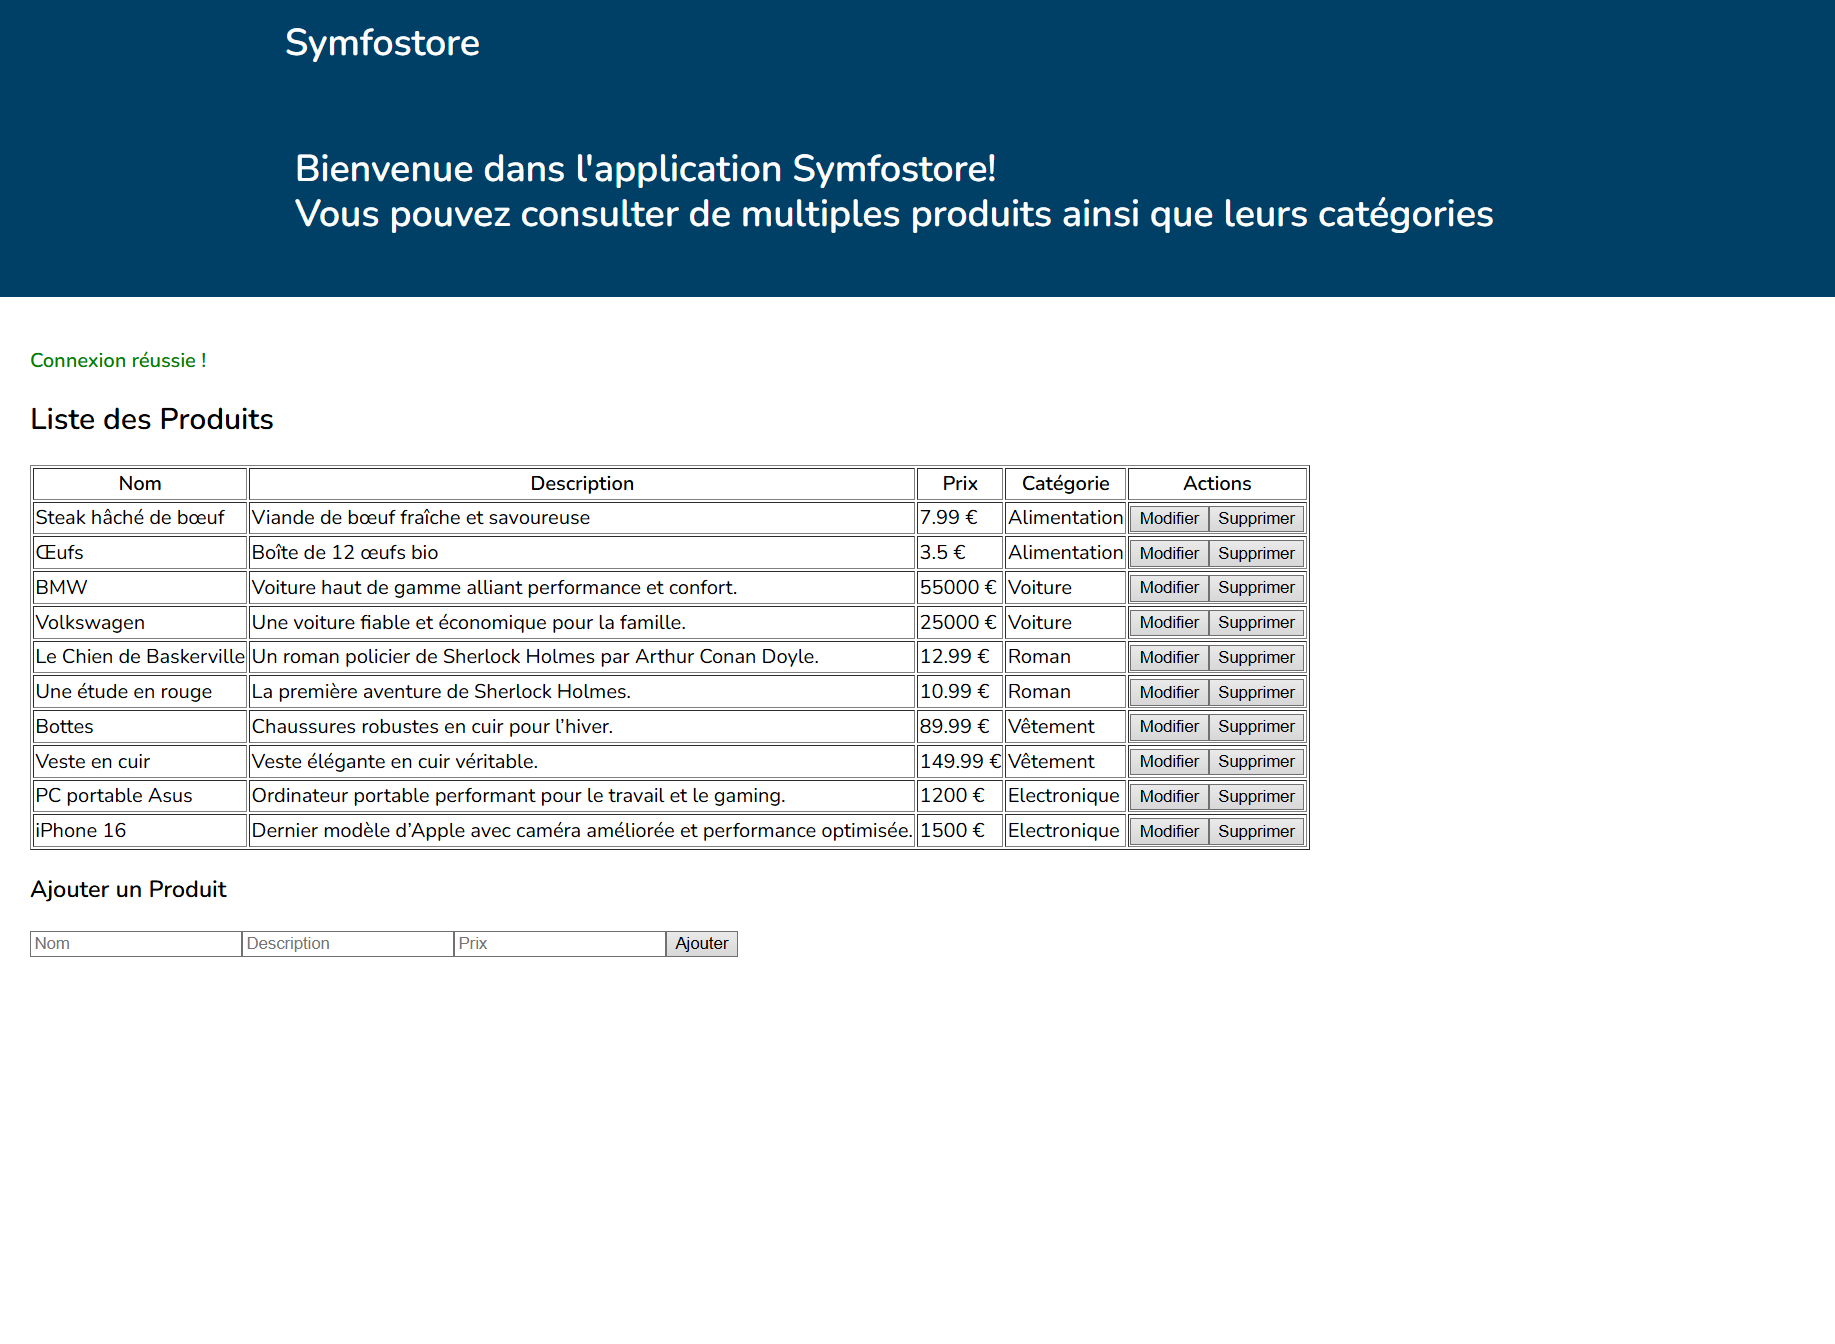 Symfostore
Bienvenue dans l'application Symfostore!
Vous pouvez consulter de multiples produits ainsi que leurs catégories
Connexion réussie !
Liste des Produits
Nom Description Prix Catégorie Actions
Steak hâché de bœuf Viande de bœuf fraîche et savoureuse 7.99 € Alimentation Modifier Supprimer
Œufs Boîte de 12 œufs bio 3.5 € Alimentation Modifier Supprimer
BMW Voiture haut de gamme alliant performance et confort. 55000 € Voiture Modifier Supprimer
Volkswagen Une voiture fiable et économique pour la famille. 25000 € Voiture Modifier Supprimer
Le Chien de Baskerville Un roman policier de Sherlock Holmes par Arthur Conan Doyle. 12.99 € Roman Modifier Supprimer
Une étude en rouge La première aventure de Sherlock Holmes. 10.99 € Roman Modifier Supprimer
Bottes Chaussures robustes en cuir pour l’hiver. 89.99 € Vêtement Modifier Supprimer
Veste en cuir Veste élégante en cuir véritable. 149.99 € Vêtement Modifier Supprimer
PC portable Asus Ordinateur portable performant pour le travail et le gaming. 1200 € Electronique Modifier Supprimer
iPhone 16 Dernier modèle d’Apple avec caméra améliorée et performance optimisée. 1500 € Electronique Modifier Supprimer
Ajouter un Produit
Nom Description Prix Ajouter